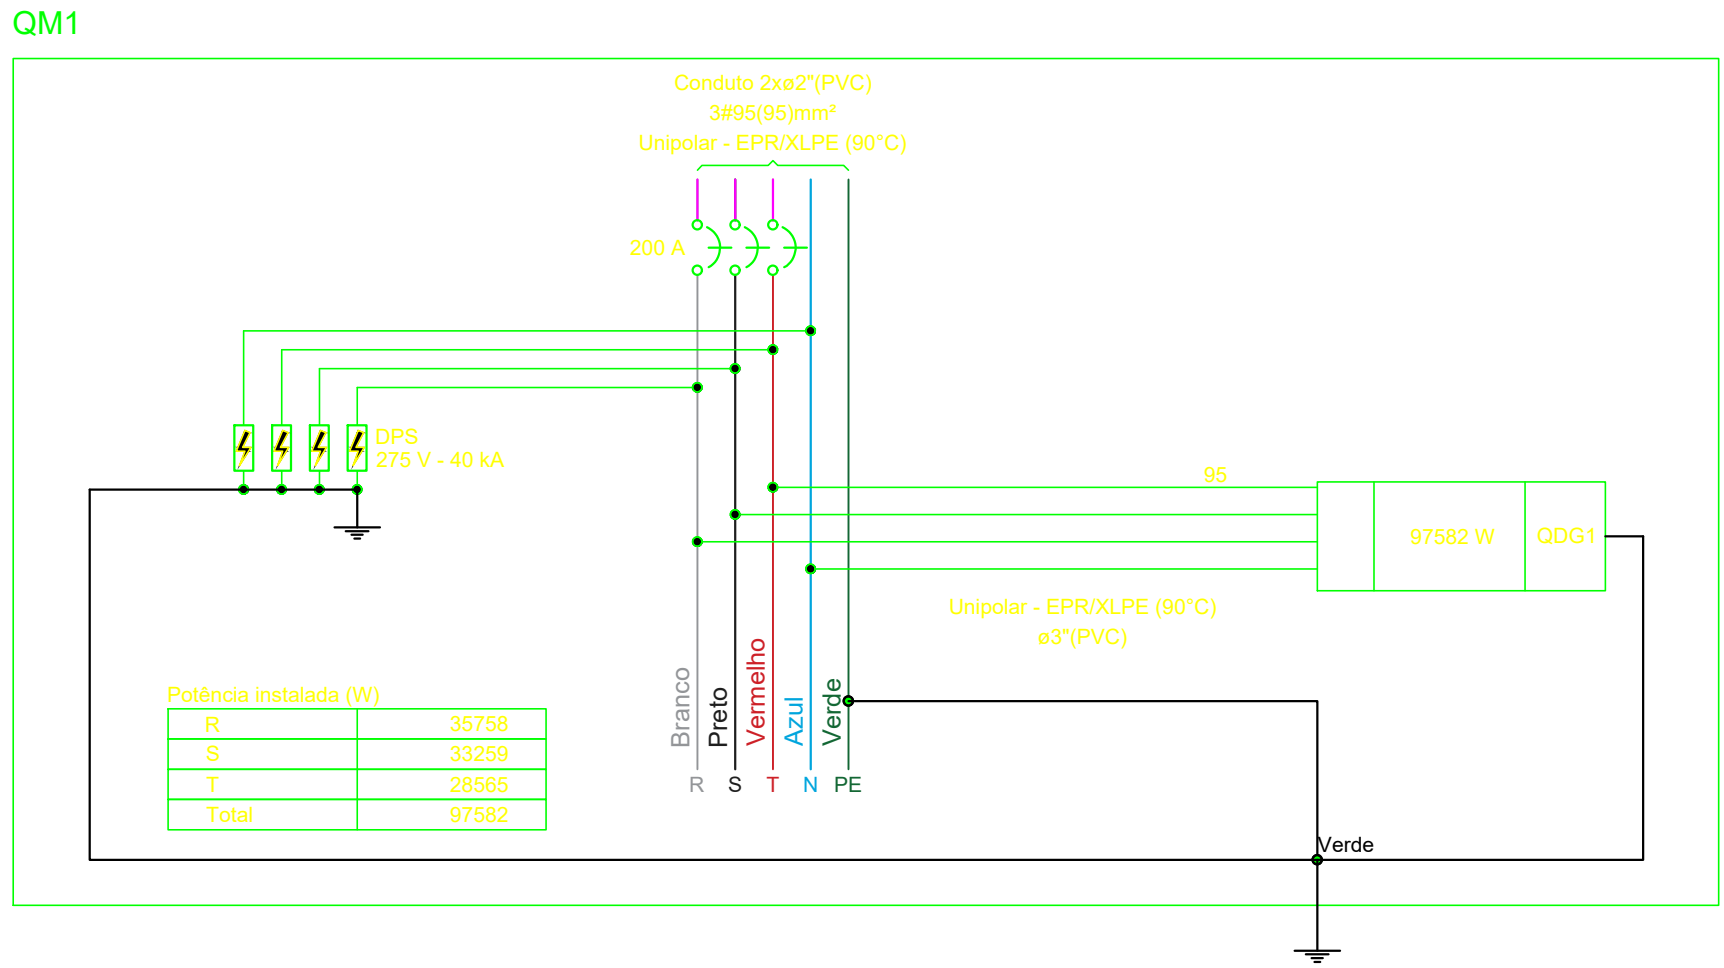 QM1
Conduto 2xø2"(PVC)
3#95(95)mm²
Unipolar - EPR/XLPE (90°C)
200 A
DPS
275 V - 40 kA
95
97582 W
QDG1
Unipolar - EPR/XLPE (90°C)
ø3"(PVC)
Branco
Preto
Vermelho
Azul
Verde
R S T N PE
Potência instalada (W)
R 35758
S 33259
T 28565
Total 97582
Verde